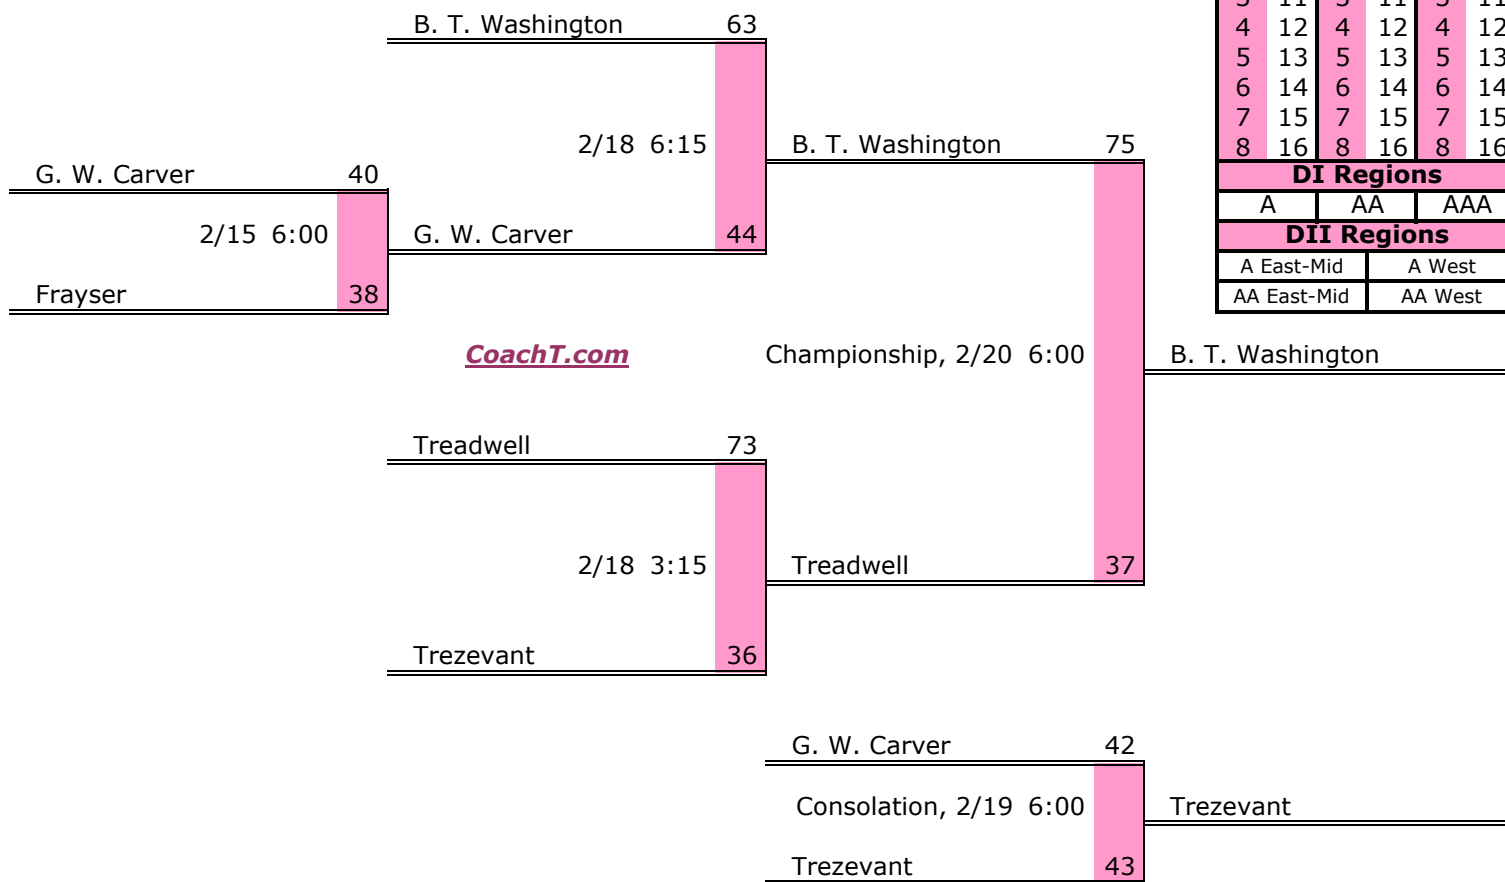 B. T. Washington 63
4 12 4 12 4 12
5 13 5 13 5 13
6 14 6 14 6 14
7 15 7 15 7 15
8 16 8 16 8 16
DI Regions
A AA AAA
DII Regions
A East-Mid A West
AA East-Mid AA West
2/18 6:15
B. T. Washington 75
G. W. Carver 40
2/15 6:00
G. W. Carver 44
Frayser 38
CoachT.com
Championship, 2/20 6:00
B. T. Washington
Treadwell 73
2/18 3:15
Treadwell 37
Trezevant 36
G. W. Carver 42
Consolation, 2/19 6:00
Trezevant
Trezevant 43